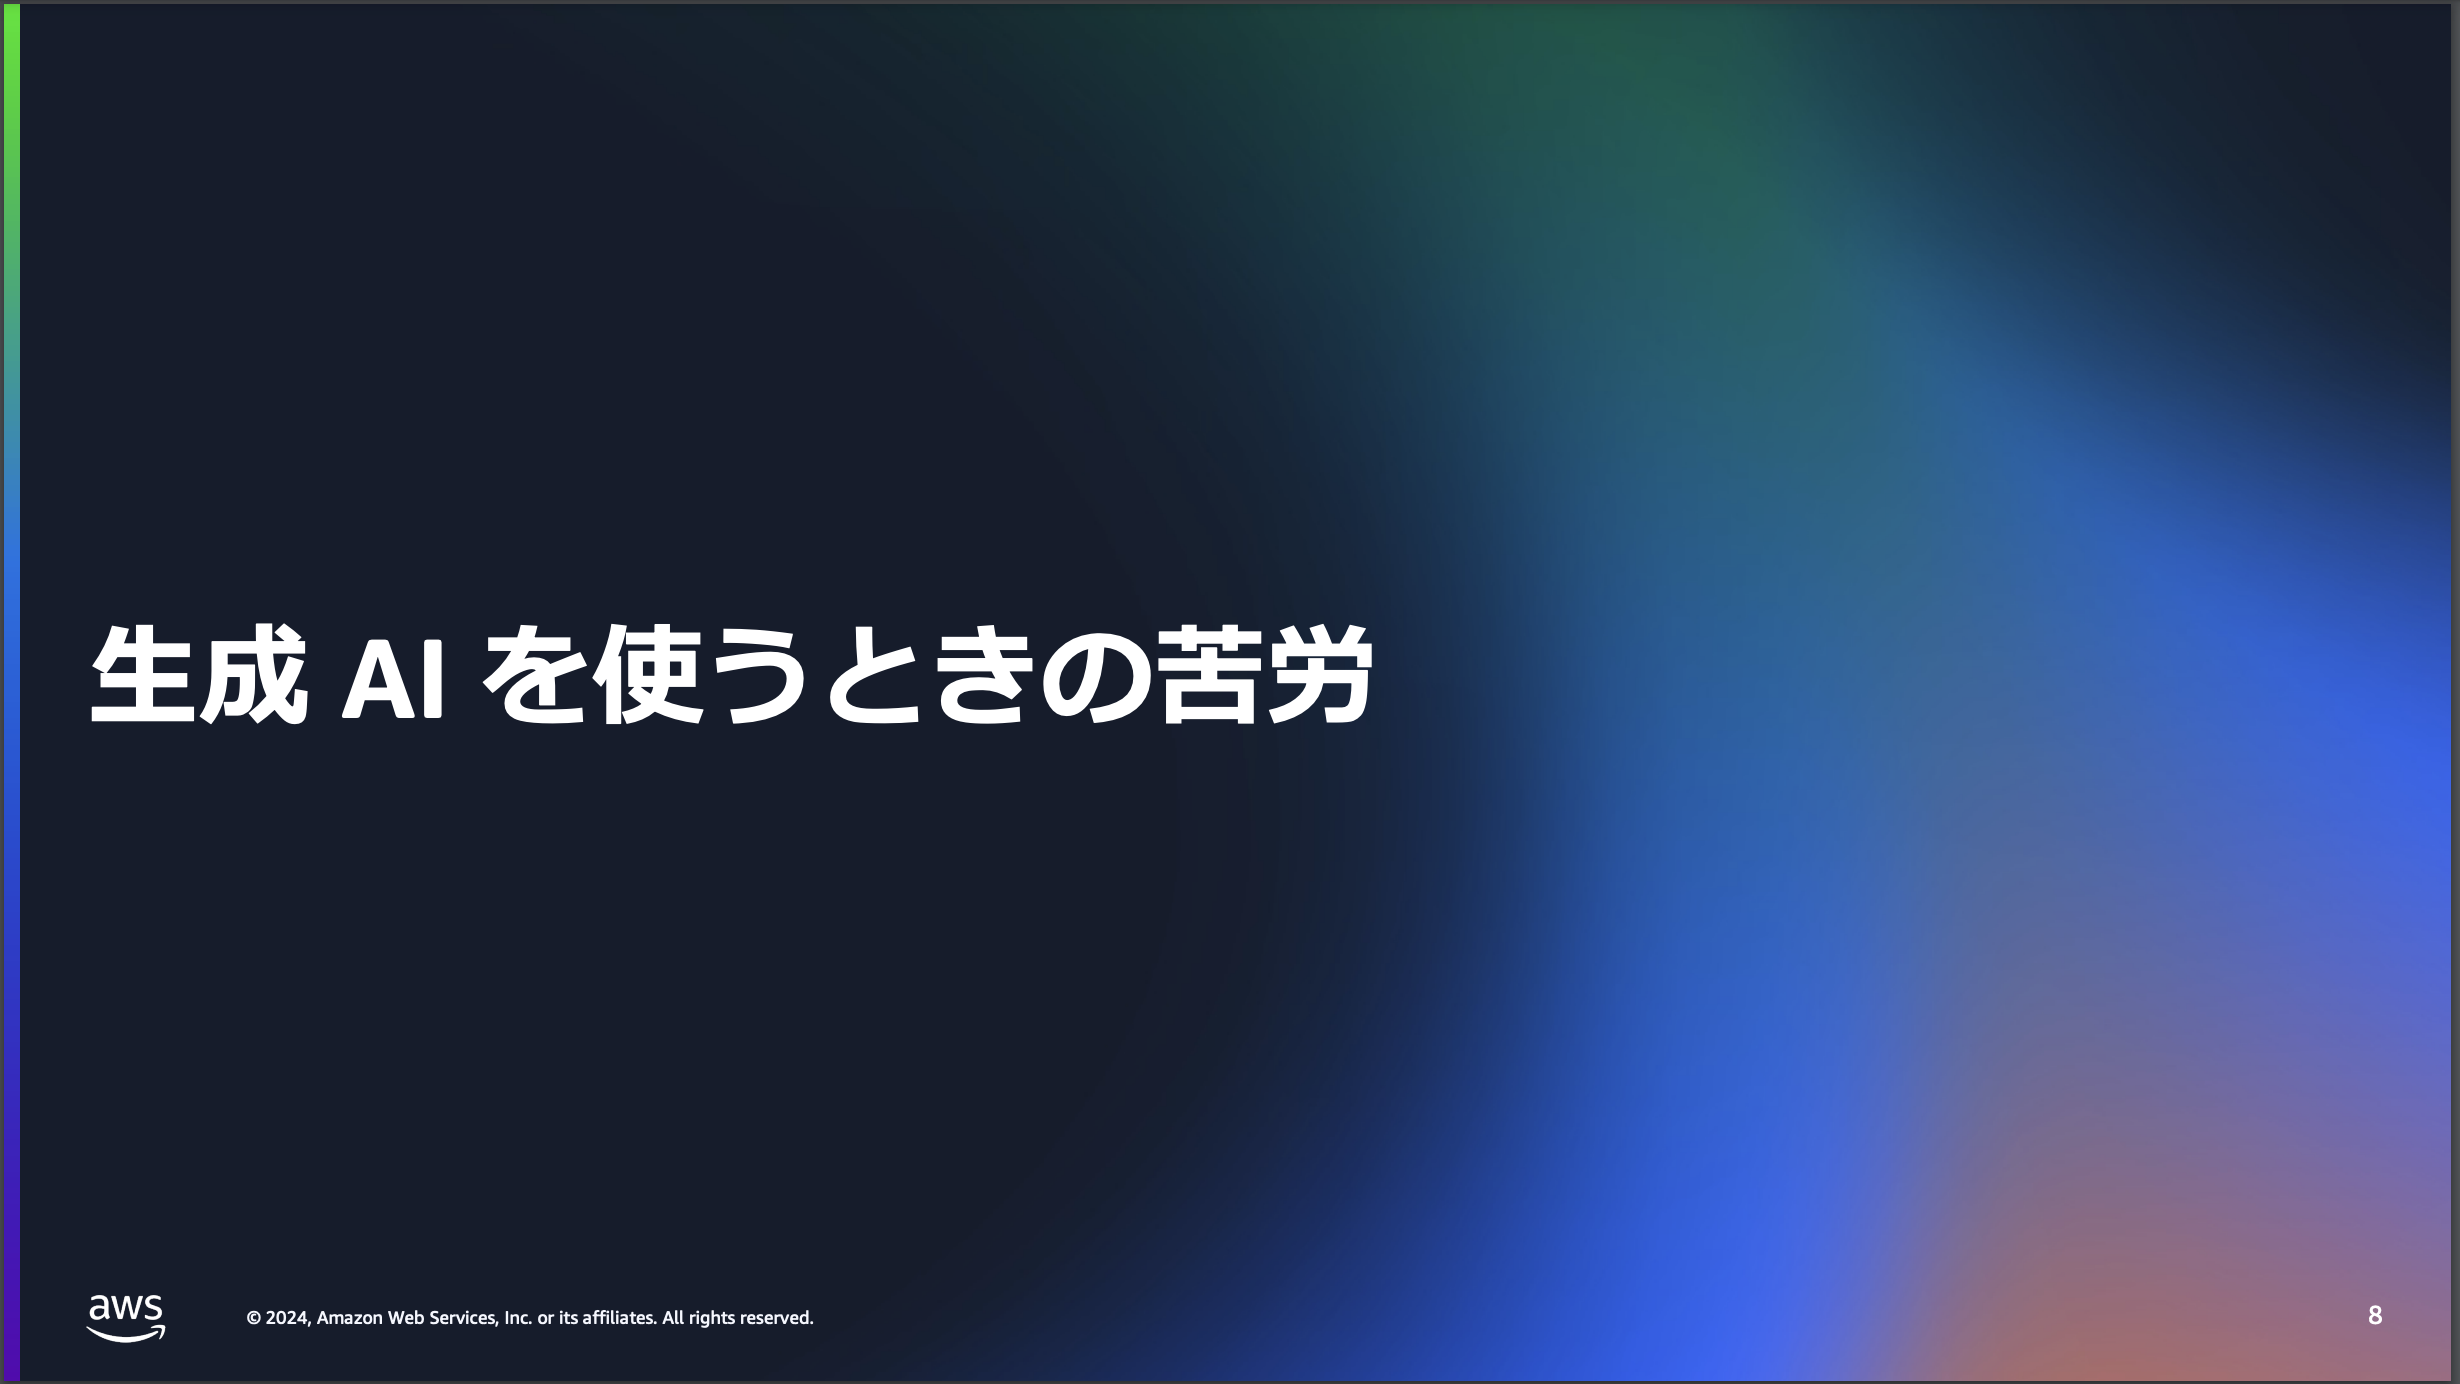 生成 AI を使うときの苦労
aws
© 2024, Amazon Web Services, Inc. or its affiliates. All rights reserved.
8